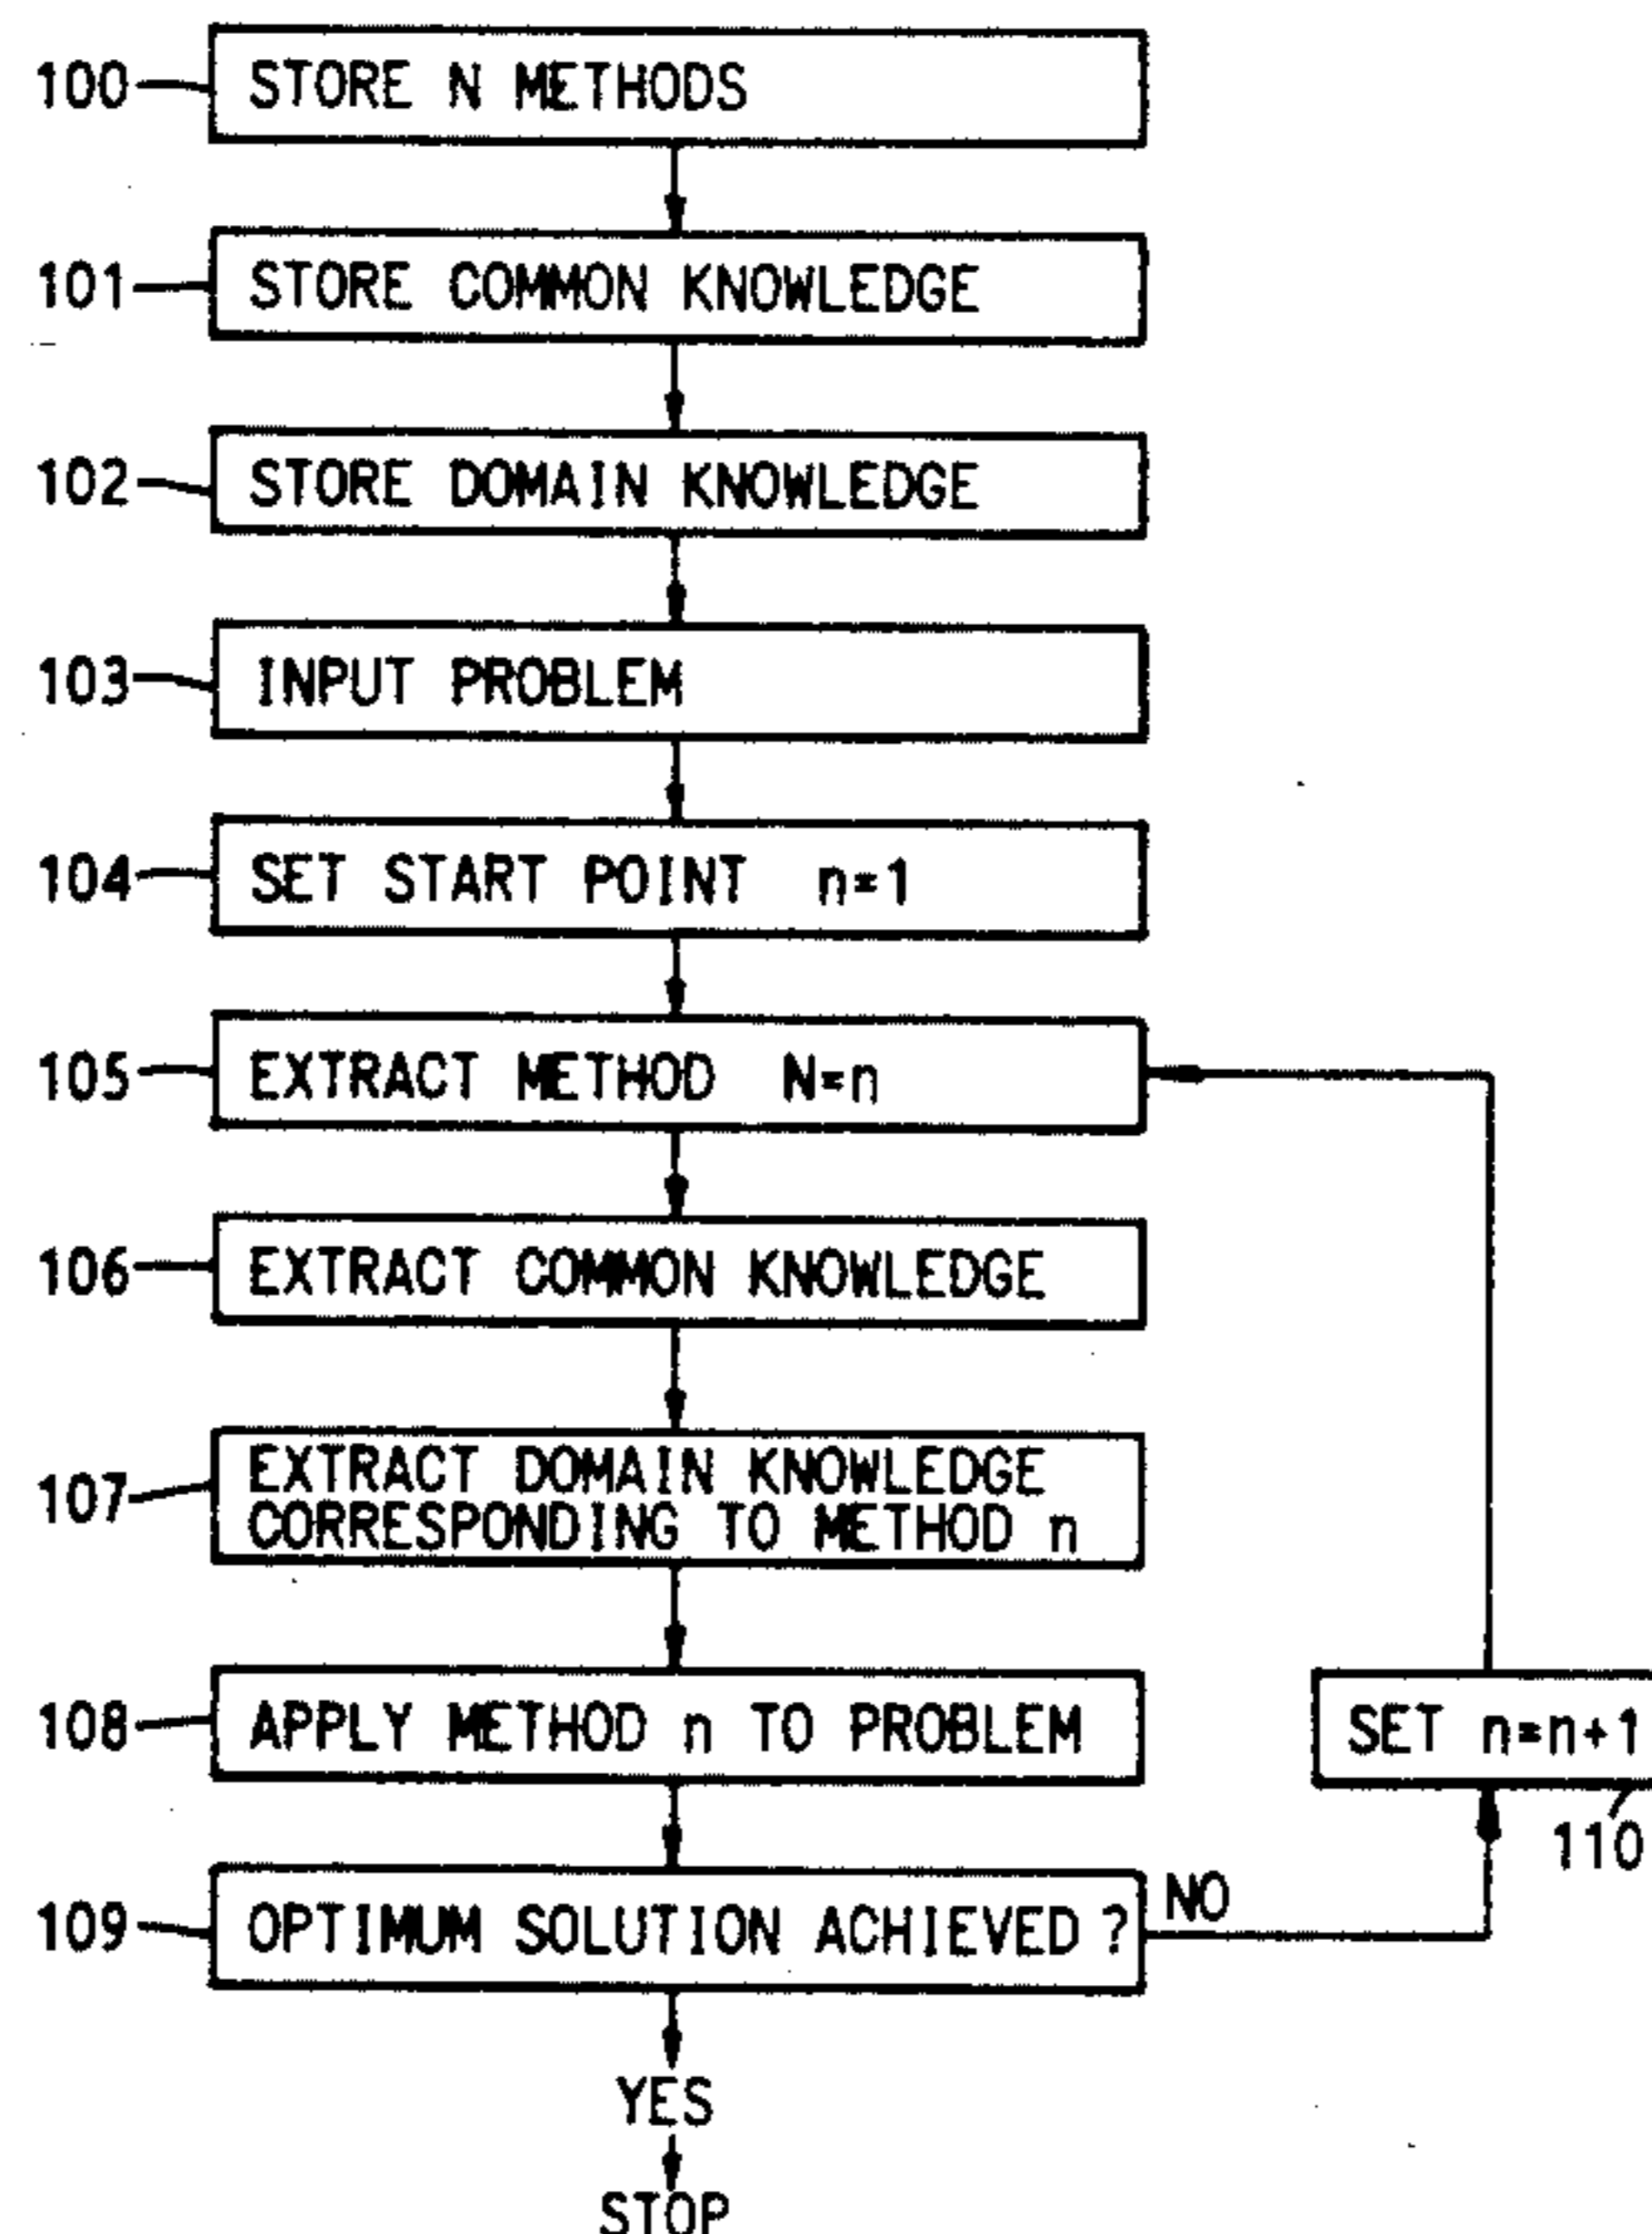 100 STORE N METHODS
101 STORE COMMON KNOWLEDGE
102 STORE DOMAIN KNOWLEDGE
103 INPUT PROBLEM
104 SET START POINT n=1
105 EXTRACT METHOD N=n
106 EXTRACT COMMON KNOWLEDGE
107 EXTRACT DOMAIN KNOWLEDGE
CORRESPONDING TO METHOD n
108 APPLY METHOD n TO PROBLEM
SET n=n+1
110
109 OPTIMUM SOLUTION ACHIEVED ?
NO
YES
STOP